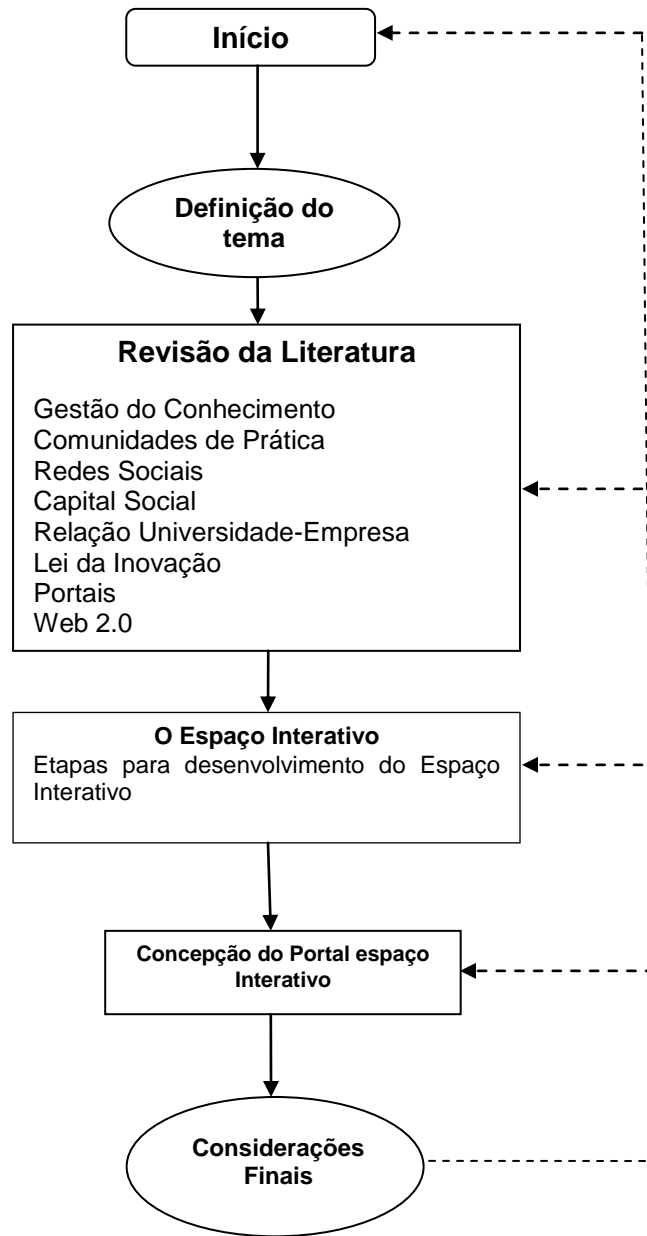 Início
Definição do
tema
Revisão da Literatura
Gestão do Conhecimento
Comunidades de Prática
Redes Sociais
Capital Social
Relação Universidade-Empresa
Lei da Inovação
Portais
Web 2.0
O Espaço Interativo
Etapas para desenvolvimento do Espaço
Interativo
Concepção do Portal espaço
Interativo
Considerações
Finais